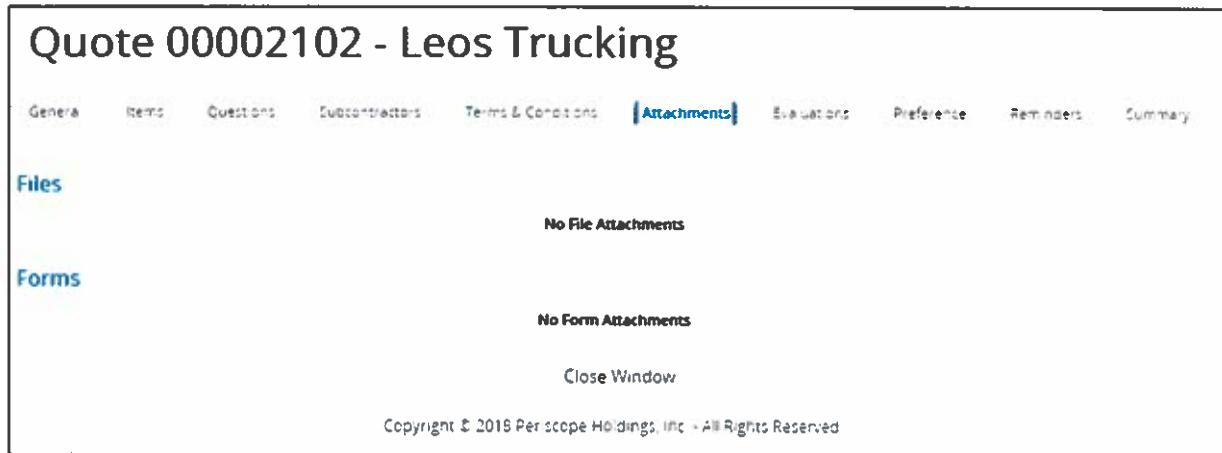 Quote 00002102 - Leos Trucking
General Items Questions Subcontractors Terms & Conditions Attachments Evaluations Preference Reminders Summary
Files
No File Attachments
Forms
No Form Attachments
Close Window
Copyright © 2018 Periscope Holdings, Inc. - All Rights Reserved